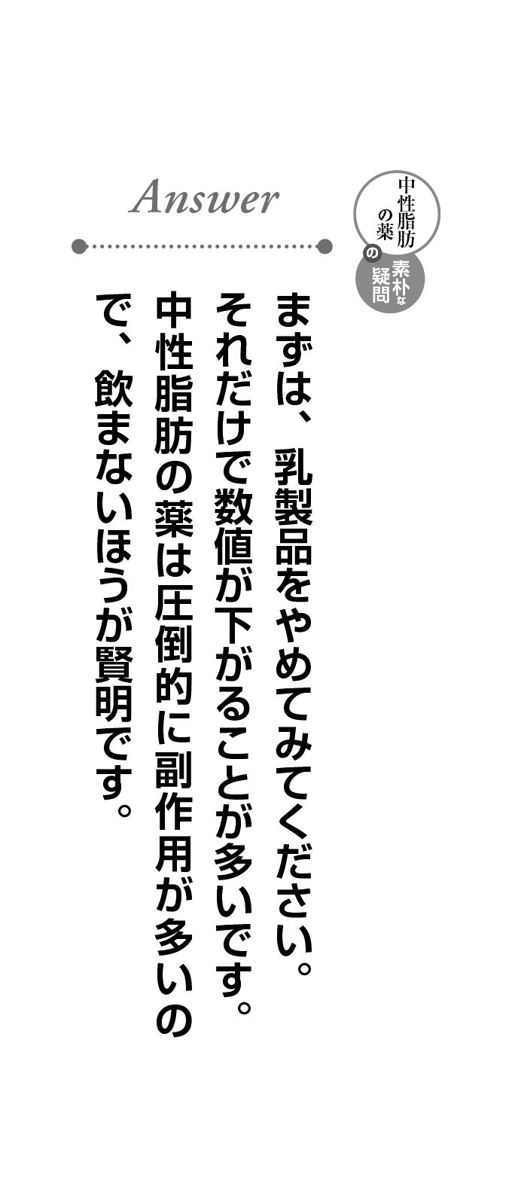 中性脂肪
の薬
の
素朴な
疑問
Answer
まずは、乳製品をやめてみてください。
それだけで数値が下がることが多いです。
中性脂肪の薬は圧倒的に副作用が多いの
で、飲まないほうが賢明です。